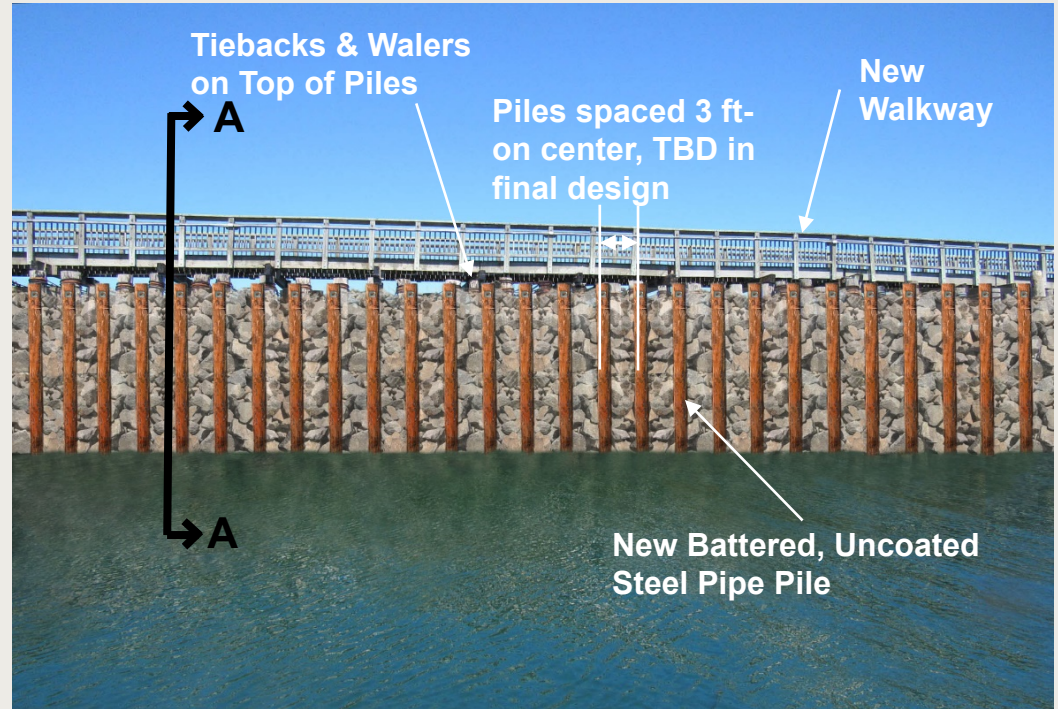 Tiebacks & Walers
on Top of Piles
New
Walkway
A
Piles spaced 3 ft-
on center, TBD in
final design
A
New Battered, Uncoated
Steel Pipe Pile